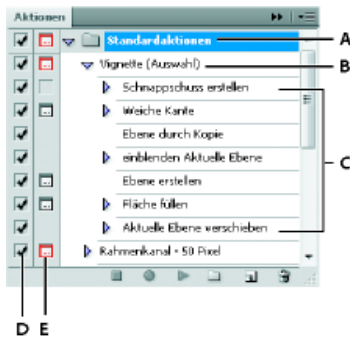 Aktionen
Standardaktionen A
Vignette (Auswahl) B
Schnappschuss erstellen
Weiche Kante
Ebene durch Kopie
C
einblenden Aktuelle Ebene
Ebene erstellen
Fläche füllen
Aktuelle Ebene verschieben
Rahmenkanal - 50 Pixel
D E